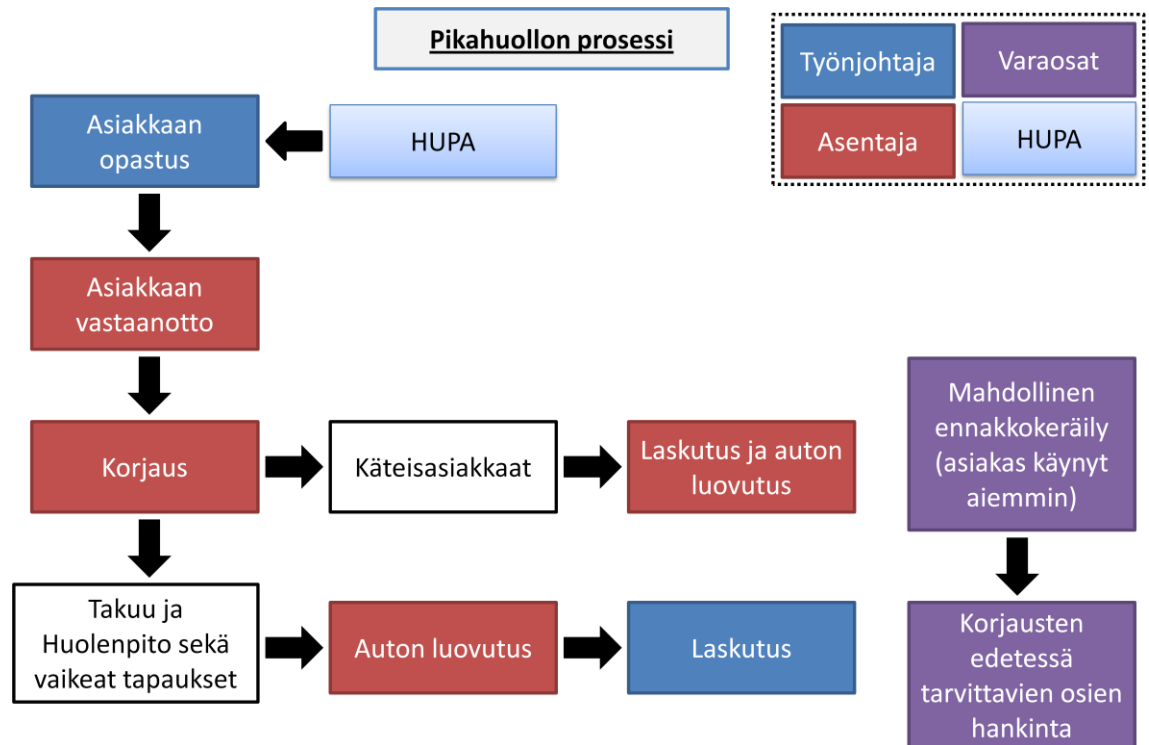 Pikahuollon prosessi
Työnjohtaja
Varaosat
Asentaja
HUPA
Asiakkaan
opastus
HUPA
Asiakkaan
vastaanotto
Korjaus
Käteisasiakkaat
Laskutus ja auton
luovutus
Takuu ja
Huolenpito sekä
vaikeat tapaukset
Auton luovutus
Laskutus
Mahdollinen
ennakkokeräily
(asiakas käynyt
aiemmin)
Korjausten
edetessä
tarvittavien osien
hankinta